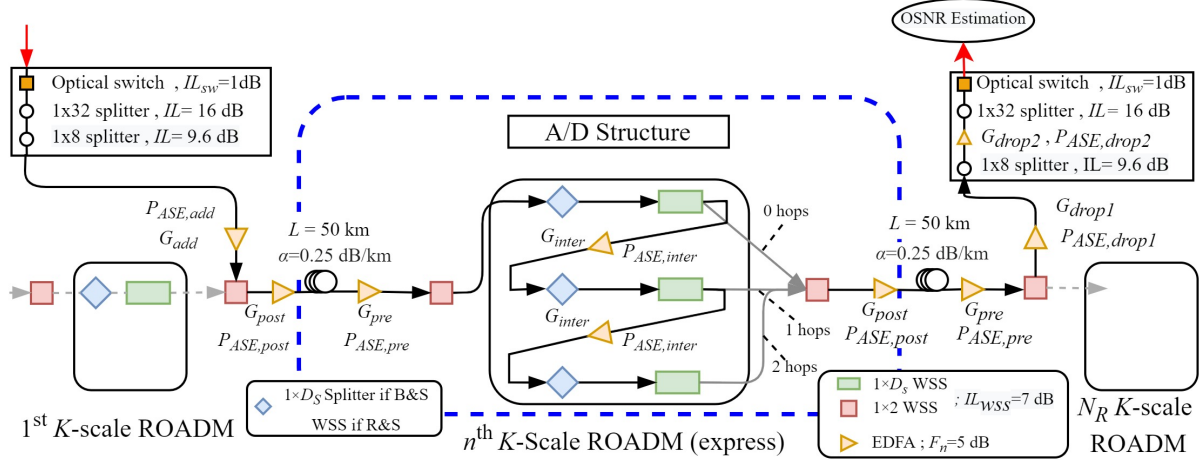 OSNR Estimation
Optical switch , IL_sw=1dB
1x32 splitter , IL= 16 dB
1x8 splitter , IL= 9.6 dB
Optical switch , IL_sw=1dB
1x32 splitter , IL= 16 dB
G_drop2 , P_ASE,drop2
1x8 splitter , IL= 9.6 dB
A/D Structure
P_ASE,add
G_add
L = 50 km
α=0.25 dB/km
G_post
P_ASE,post
G_pre
P_ASE,pre
G_inter
P_ASE,inter
G_inter
P_ASE,inter
0 hops
1 hops
2 hops
L = 50 km
α=0.25 dB/km
G_post
P_ASE,post
G_pre
P_ASE,pre
G_drop1
P_ASE,drop1
1st K-scale ROADM
1×D_S Splitter if B&S
WSS if R&S
nth K-Scale ROADM (express)
1×D_s WSS
1×2 WSS ; IL_WSS=7 dB
EDFA ; F_n=5 dB
N_R K-scale
ROADM